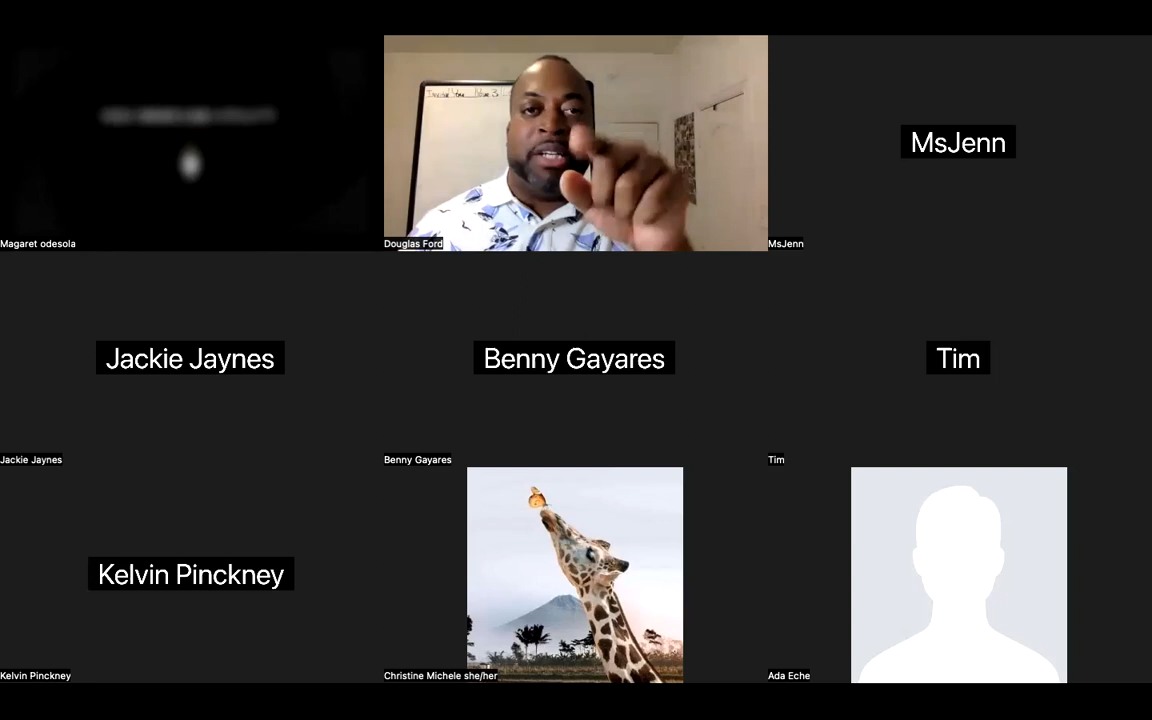 MsJenn
Magaret odesola
Douglas Ford
MsJenn
Jackie Jaynes
Benny Gayares
Tim
Jackie Jaynes
Benny Gayares
Tim
Kelvin Pinckney
Kelvin Pinckney
Christine Michele she/her
Ada Eche